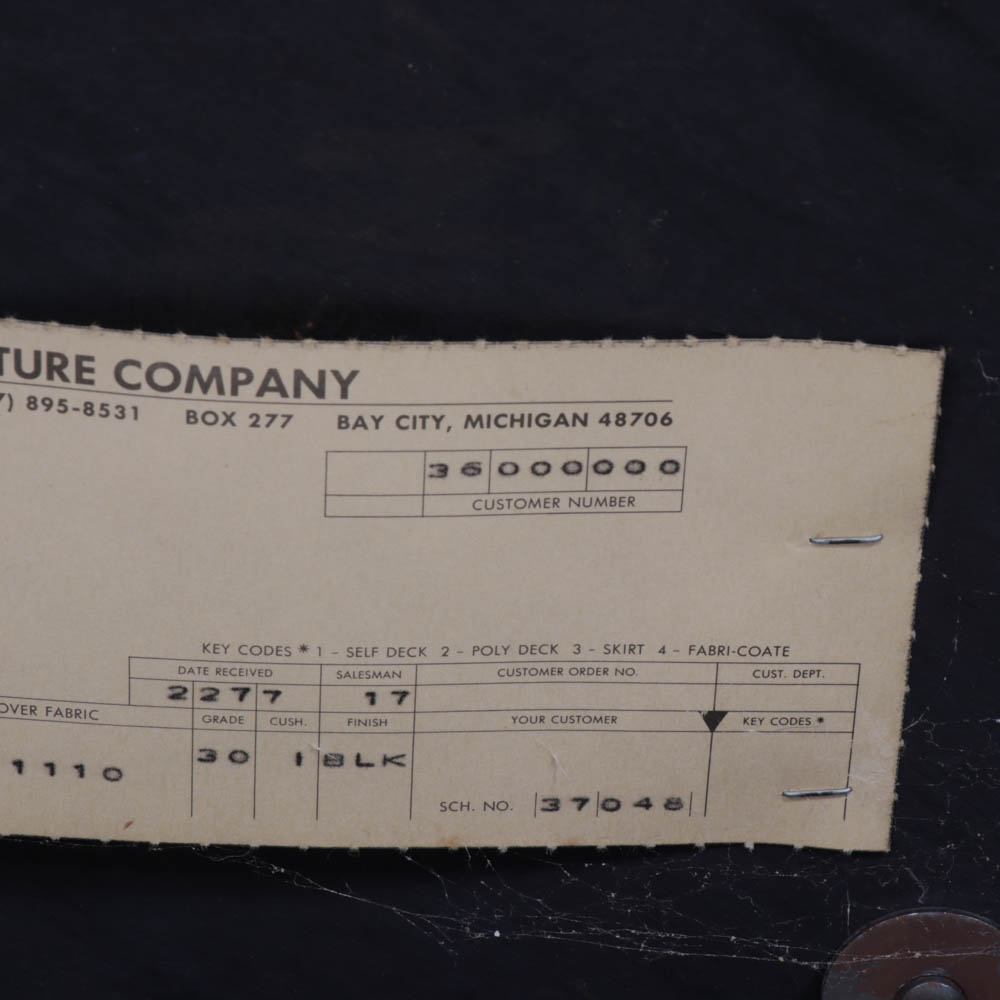 TURE COMPANY
7) 895-8531 BOX 277 BAY CITY, MICHIGAN 48706
36000000
CUSTOMER NUMBER
KEY CODES * 1 - SELF DECK 2 - POLY DECK 3 - SKIRT 4 - FABRI-COATE
DATE RECEIVED SALESMAN CUSTOMER ORDER NO. CUST. DEPT.
2277 17
OVER FABRIC GRADE CUSH. FINISH YOUR CUSTOMER KEY CODES *
1110 30 1 BLK
SCH. NO. 37048